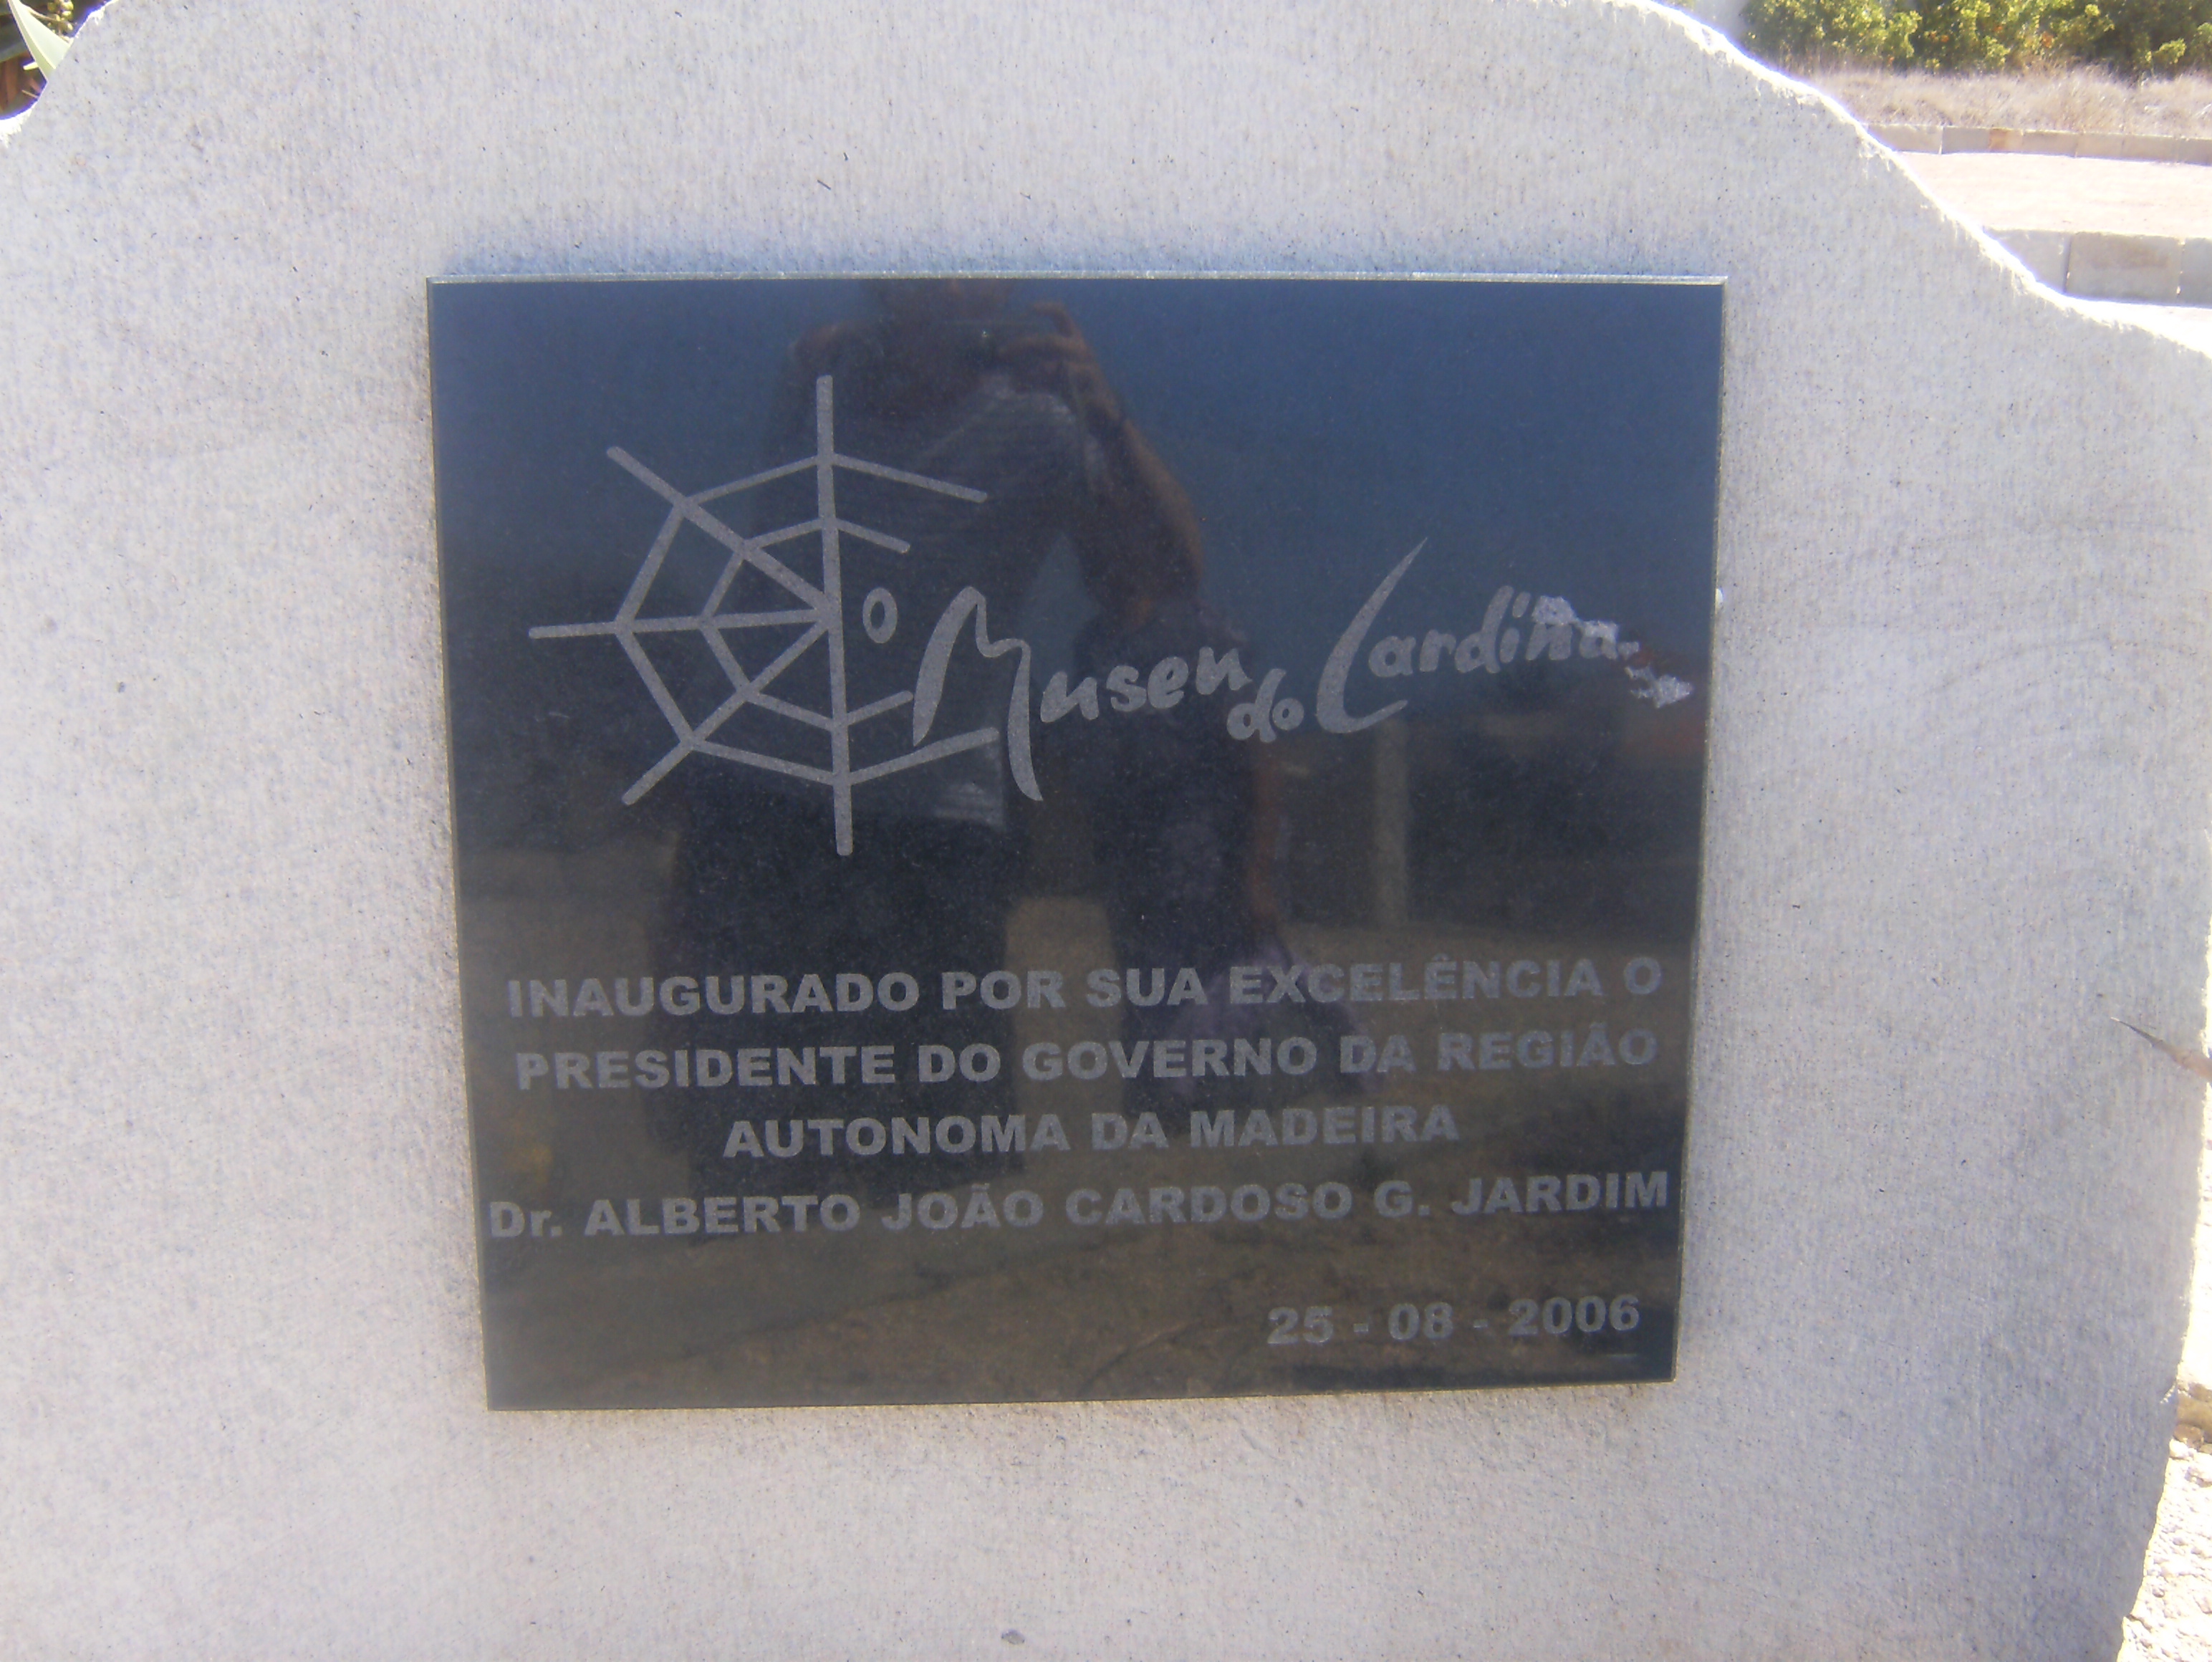 o Museu do Cardina
INAUGURADO POR SUA EXCELÊNCIA O
PRESIDENTE DO GOVERNO DA REGIÃO
AUTONOMA DA MADEIRA
Dr. ALBERTO JOÃO CARDOSO G. JARDIM
25 - 08 - 2006